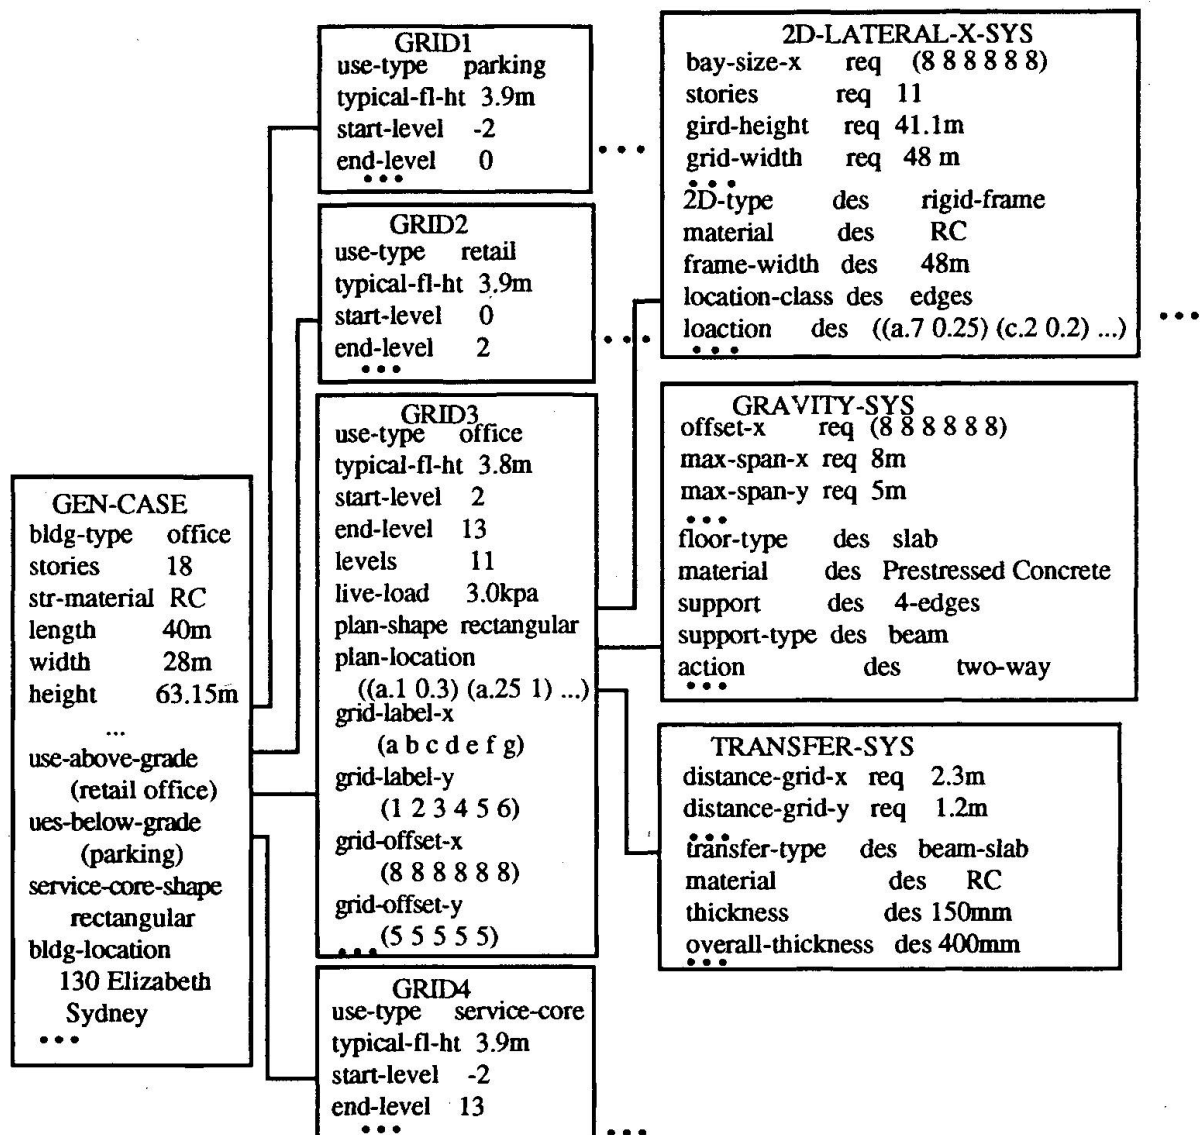 GEN-CASE
bldg-type office
stories 18
str-material RC
length 40m
width 28m
height 63.15m
...
use-above-grade
(retail office)
ues-below-grade
(parking)
service-core-shape
rectangular
bldg-location
130 Elizabeth
Sydney
...
GRID1
use-type parking
typical-fl-ht 3.9m
start-level -2
end-level 0
...
...
GRID2
use-type retail
typical-fl-ht 3.9m
start-level 0
end-level 2
...
...
GRID3
use-type office
typical-fl-ht 3.8m
start-level 2
end-level 13
levels 11
live-load 3.0kpa
plan-shape rectangular
plan-location
((a.1 0.3) (a.25 1) ...)
grid-label-x
(a b c d e f g)
grid-label-y
(1 2 3 4 5 6)
grid-offset-x
(8 8 8 8 8 8)
grid-offset-y
(5 5 5 5 5)
...
GRID4
use-type service-core
typical-fl-ht 3.9m
start-level -2
end-level 13
...
...
2D-LATERAL-X-SYS
bay-size-x req (8 8 8 8 8 8)
stories req 11
gird-height req 41.1m
grid-width req 48 m
...
2D-type des rigid-frame
material des RC
frame-width des 48m
location-class des edges
loaction des ((a.7 0.25) (c.2 0.2) ...)
...
...
GRAVITY-SYS
offset-x req (8 8 8 8 8 8)
max-span-x req 8m
max-span-y req 5m
...
floor-type des slab
material des Prestressed Concrete
support des 4-edges
support-type des beam
action des two-way
...
TRANSFER-SYS
distance-grid-x req 2.3m
distance-grid-y req 1.2m
...
transfer-type des beam-slab
material des RC
thickness des 150mm
overall-thickness des 400mm
...